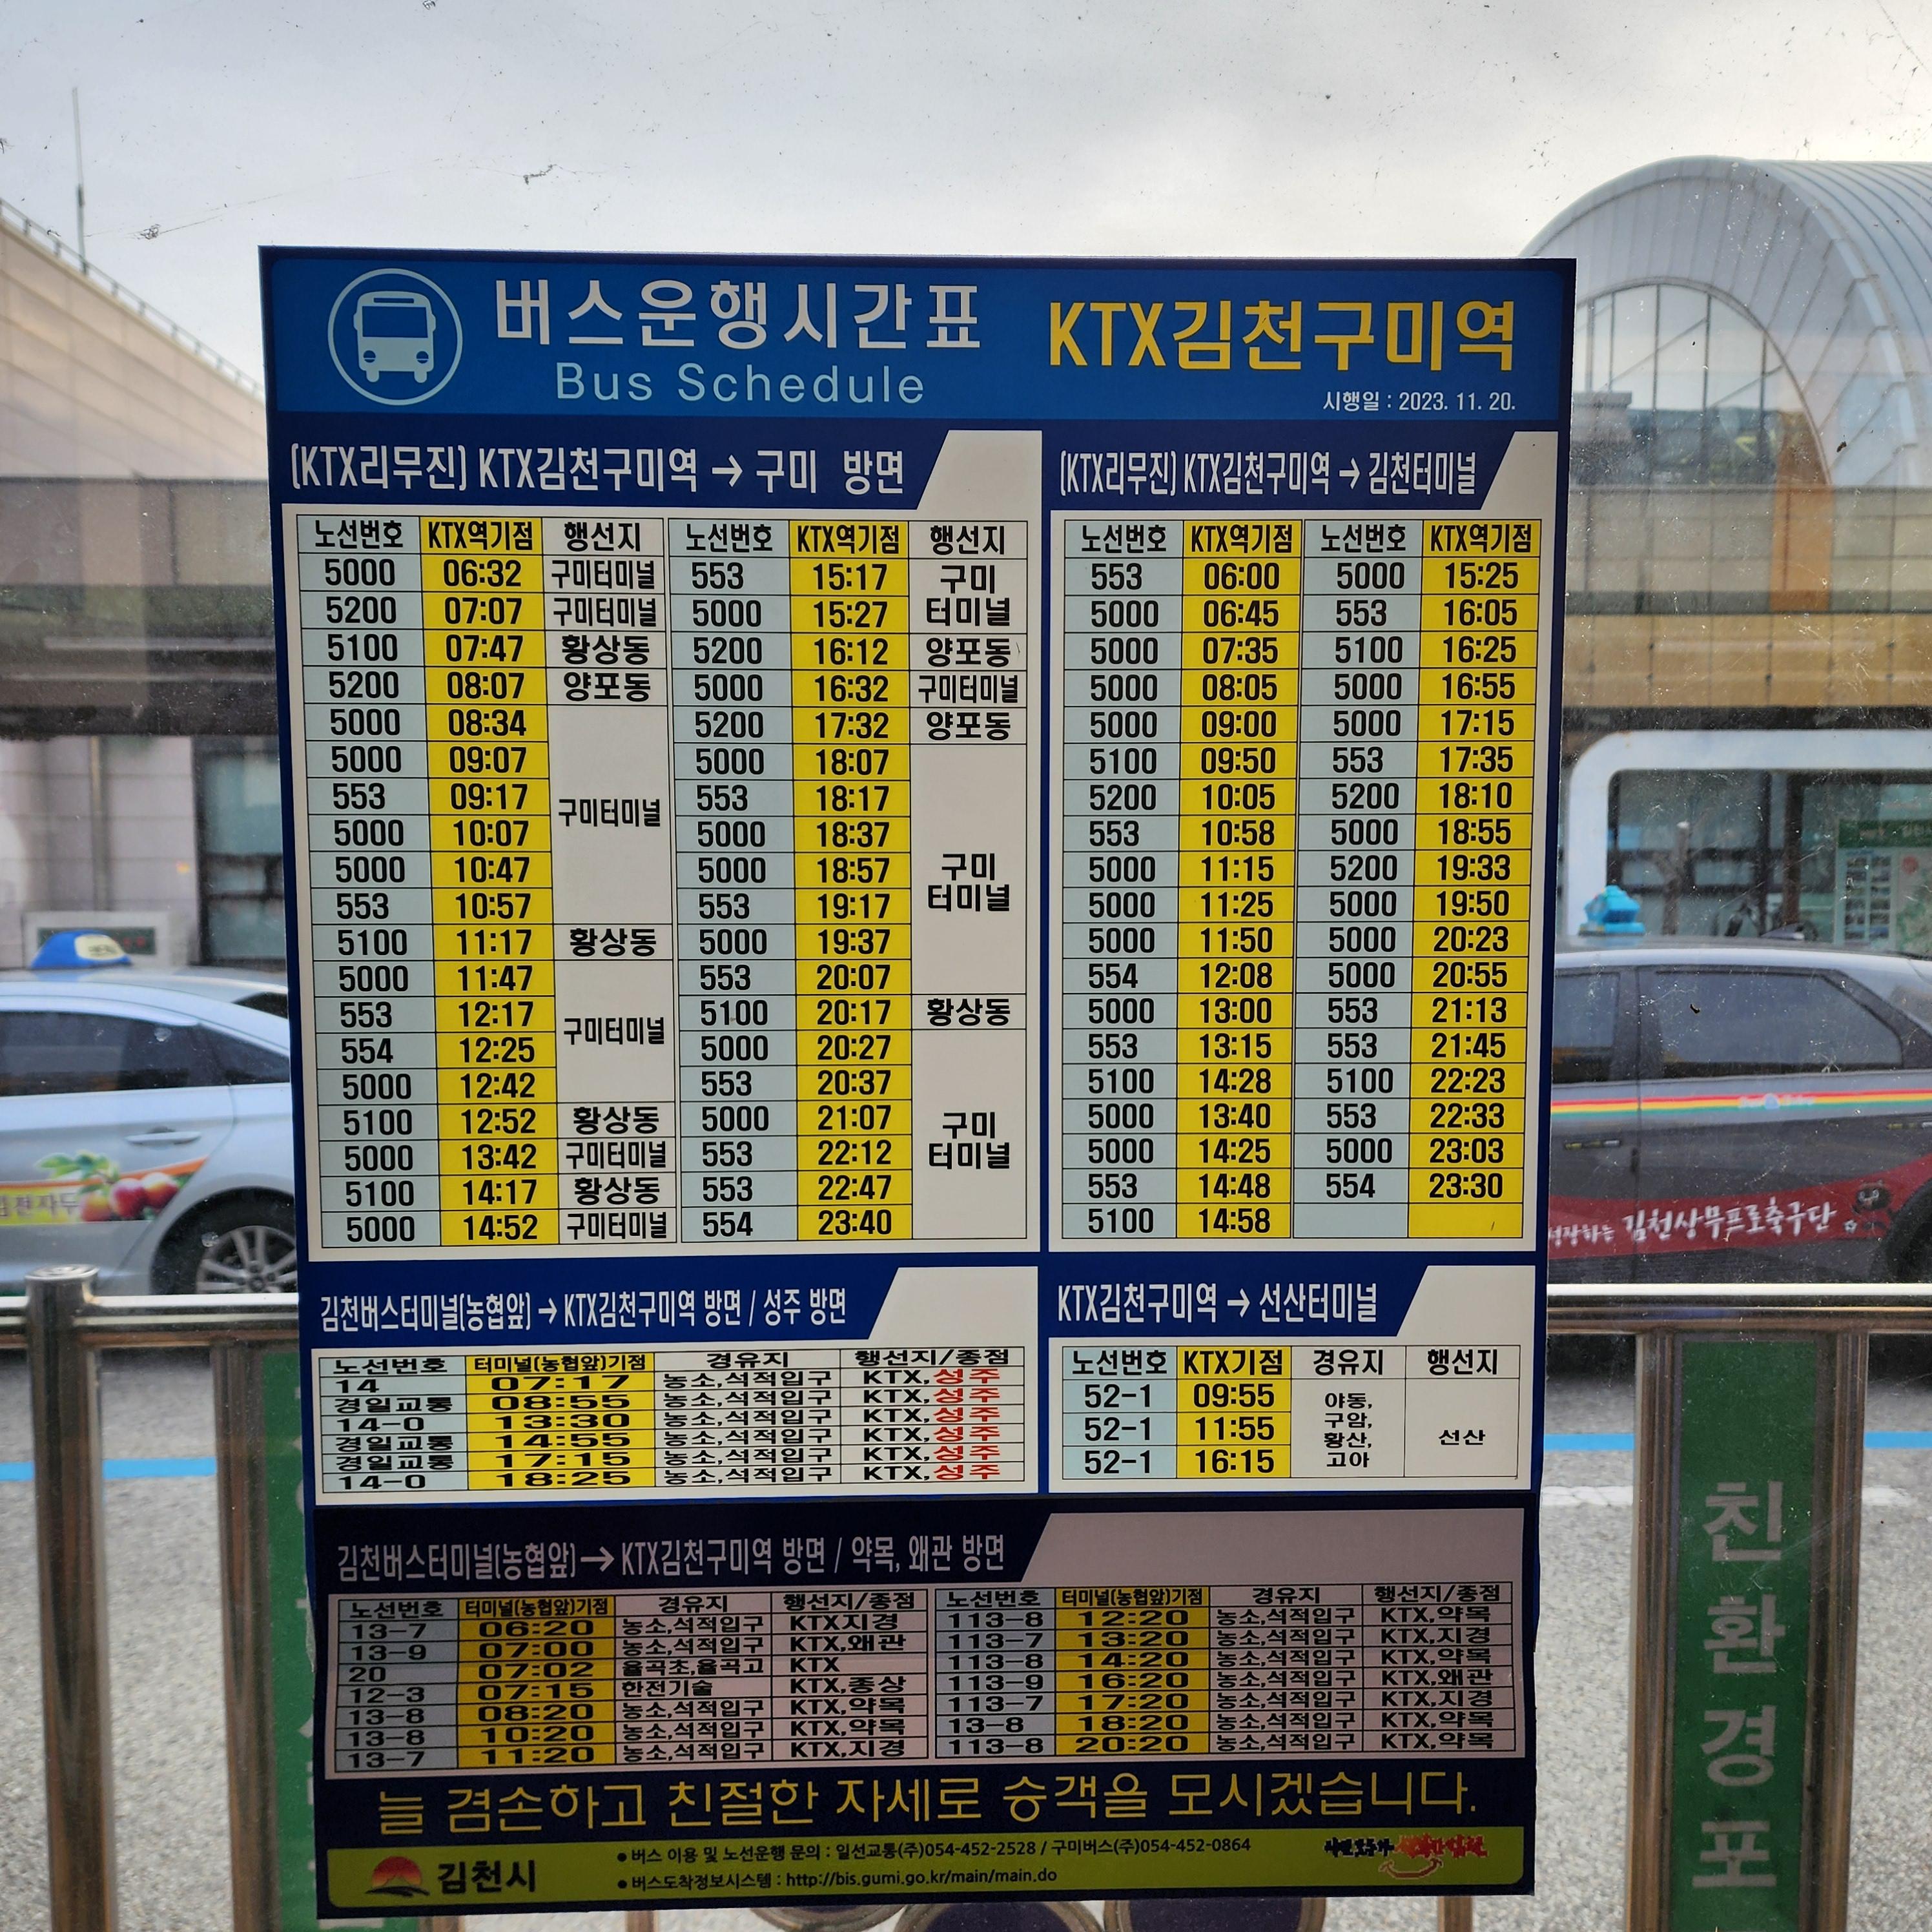 버스운행시간표
Bus Schedule
KTX김천구미역
시행일 : 2023. 11. 20.
(KTX리무진) KTX김천구미역 → 구미 방면
노선번호 KTX역기점 행선지 노선번호 KTX역기점 행선지
5000 06:32 구미터미널 553 15:17 구미
5200 07:07 구미터미널 5000 15:27 터미널
5100 07:47 황상동 5200 16:12 양포동
5200 08:07 양포동 5000 16:32 구미터미널
5000 08:34 5200 17:32 양포동
5000 09:07 5000 18:07
553 09:17 구미터미널 553 18:17
5000 10:07 5000 18:37
5000 10:47 5000 18:57 구미
553 10:57 553 19:17 터미널
5100 11:17 황상동 5000 19:37
5000 11:47 553 20:07
553 12:17 구미터미널 5100 20:17 황상동
554 12:25 5000 20:27
5000 12:42 553 20:37
5100 12:52 황상동 5000 21:07 구미
5000 13:42 구미터미널 553 22:12 터미널
5100 14:17 황상동 553 22:47
5000 14:52 구미터미널 554 23:40
(KTX리무진) KTX김천구미역 → 김천터미널
노선번호 KTX역기점 노선번호 KTX역기점
553 06:00 5000 15:25
5000 06:45 553 16:05
5000 07:35 5100 16:25
5000 08:05 5000 16:55
5000 09:00 5000 17:15
5100 09:50 553 17:35
5200 10:05 5200 18:10
553 10:58 5000 18:55
5000 11:15 5200 19:33
5000 11:25 5000 19:50
5000 11:50 5000 20:23
554 12:08 5000 20:55
5000 13:00 553 21:13
553 13:15 553 21:45
5100 14:28 5100 22:23
5000 13:40 553 22:33
5000 14:25 5000 23:03
553 14:48 554 23:30
5100 14:58
김천버스터미널(농협앞) → KTX김천구미역 방면 / 성주 방면
노선번호 터미널(농협앞)기점 경유지 행선지/종점
14 07:17 농소,석적입구 KTX,성주
경일교통 08:55 농소,석적입구 KTX,성주
14-0 13:30 농소,석적입구 KTX,성주
경일교통 14:55 농소,석적입구 KTX,성주
경일교통 17:15 농소,석적입구 KTX,성주
14-0 18:25 농소,석적입구 KTX,성주
KTX김천구미역 → 선산터미널
노선번호 KTX기점 경유지 행선지
52-1 09:55 야동,
구암,
52-1 11:55 황산, 선산
52-1 16:15 고아
김천버스터미널(농협앞) → KTX김천구미역 방면 / 약목, 왜관 방면
노선번호 터미널(농협앞)기점 경유지 행선지/종점 노선번호 터미널(농협앞)기점 경유지 행선지/종점
13-7 06:20 농소,석적입구 KTX지경 113-8 12:20 농소,석적입구 KTX,약목
13-9 07:00 농소,석적입구 KTX,왜관 113-7 13:20 농소,석적입구 KTX,지경
20 07:02 율곡초,율곡고 KTX 113-8 14:20 농소,석적입구 KTX,약목
12-3 07:15 한전기술 KTX,종상 113-9 16:20 농소,석적입구 KTX,왜관
13-8 08:20 농소,석적입구 KTX,약목 113-7 17:20 농소,석적입구 KTX,지경
13-8 10:20 농소,석적입구 KTX,약목 13-8 18:20 농소,석적입구 KTX,약목
13-7 11:20 농소,석적입구 KTX,지경 113-8 20:20 농소,석적입구 KTX,약목
늘 겸손하고 친절한 자세로 승객을 모시겠습니다.
김천시
● 버스 이용 및 노선운행 문의 : 일선교통(주)054-452-2528 / 구미버스(주)054-452-0864
● 버스도착정보시스템 : http://bis.gumi.go.kr/main/main.do
김천자두
성장하는 김천상무프로축구단
친환경포